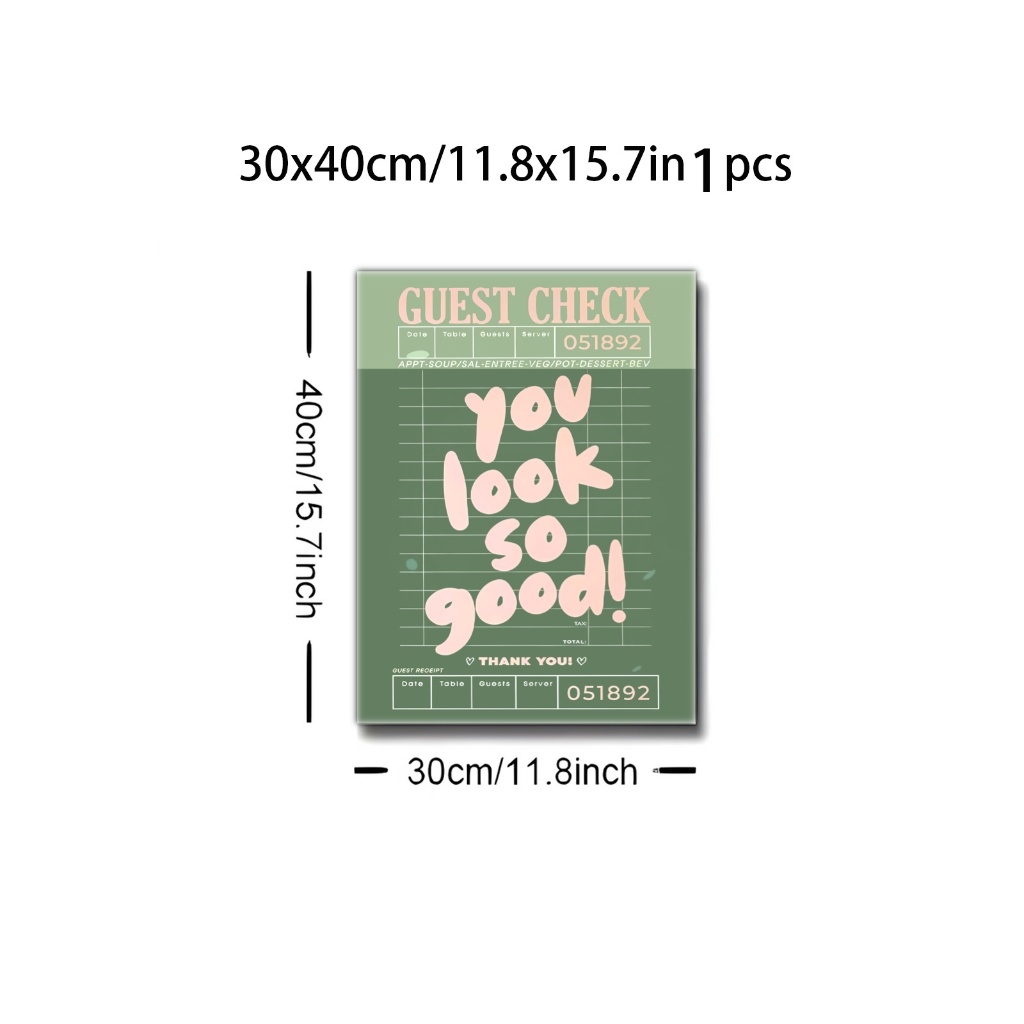 30x40cm/11.8x15.7in 1 pcs
40cm/15.7inch
GUEST CHECK
Date Table Guests Server 051892
APPT-SOUP/SAL-ENTREE-VEG/POT-DESSERT-BEV
you
look
so
good!
TAX:
TOTAL:
♡ THANK YOU! ♡
GUEST RECEIPT
Date Table Guests Server 051892
30cm/11.8inch